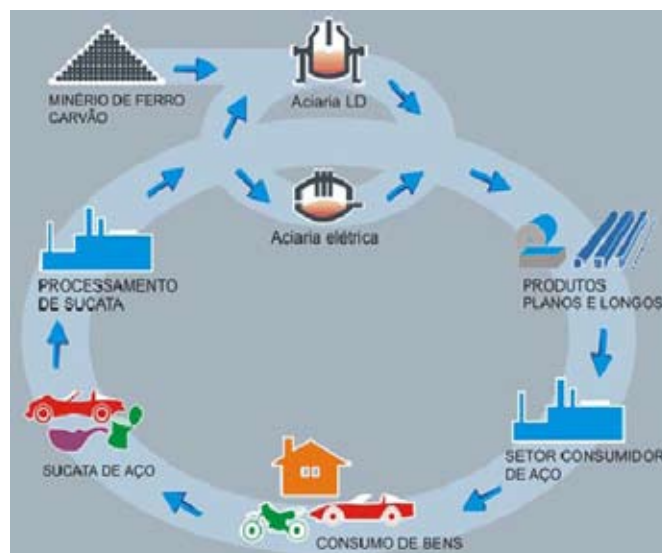 MINÉRIO DE FERRO
CARVÃO
Aciaria LD
Aciaria elétrica
PROCESSAMENTO
DE SUCATA
PRODUTOS
PLANOS E LONGOS
SUCATA DE AÇO
SETOR CONSUMIDOR
DE AÇO
CONSUMO DE BENS